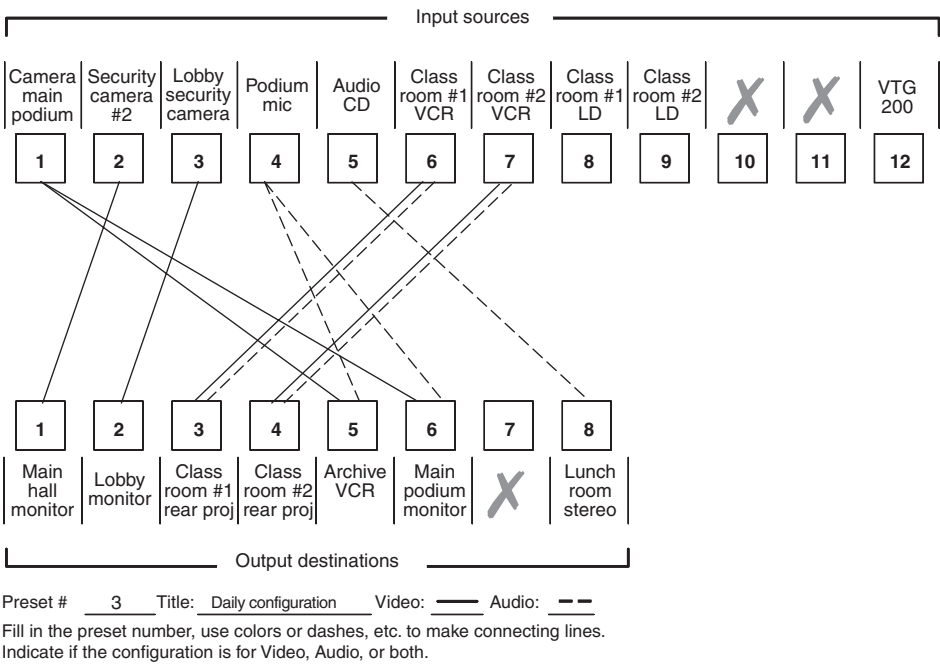 Input sources
Camera main podium
Security camera #2
Lobby security camera
Podium mic
Audio CD
Class room #1 VCR
Class room #2 VCR
Class room #1 LD
Class room #2 LD
✗
✗
VTG 200
1 2 3 4 5 6 7 8 9 10 11 12
1 2 3 4 5 6 7 8
Main hall monitor
Lobby monitor
Class room #1 rear proj
Class room #2 rear proj
Archive VCR
Main podium monitor
✗
Lunch room stereo
Output destinations
Preset # 3 Title: Daily configuration Video: Audio:
Fill in the preset number, use colors or dashes, etc. to make connecting lines.
Indicate if the configuration is for Video, Audio, or both.